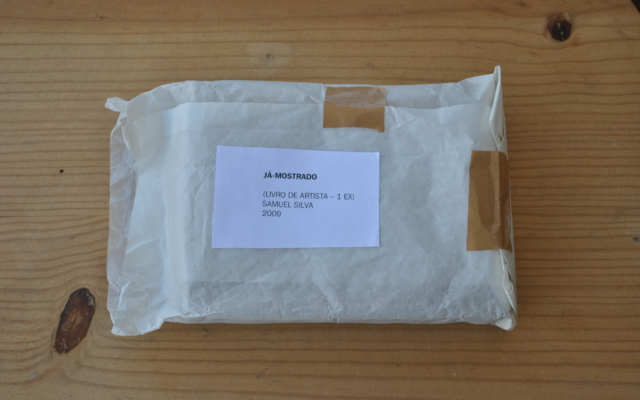 JÁ-MOSTRADO
(LIVRO DE ARTISTA – 1 EX)
SAMUEL SILVA
2009